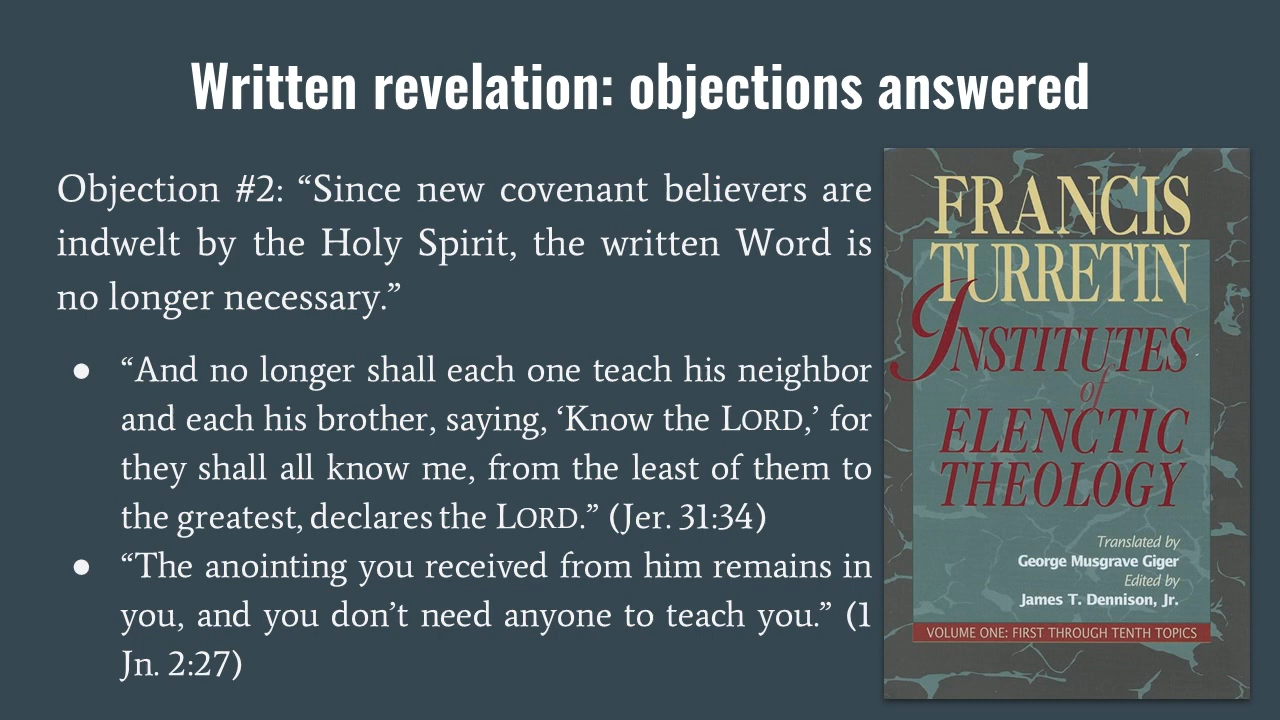 Written revelation: objections answered
Objection #2: “Since new covenant believers are
indwelt by the Holy Spirit, the written Word is
no longer necessary.”
● “And no longer shall each one teach his neighbor
and each his brother, saying, ‘Know the LORD,’ for
they shall all know me, from the least of them to
the greatest, declares the LORD.” (Jer. 31:34)
● “The anointing you received from him remains in
you, and you don’t need anyone to teach you.” (1
Jn. 2:27)
FRANCIS
TURRETIN
INSTITUTES
of
ELENCTIC
THEOLOGY
Translated by
George Musgrave Giger
Edited by
James T. Dennison, Jr.
VOLUME ONE: FIRST THROUGH TENTH TOPICS